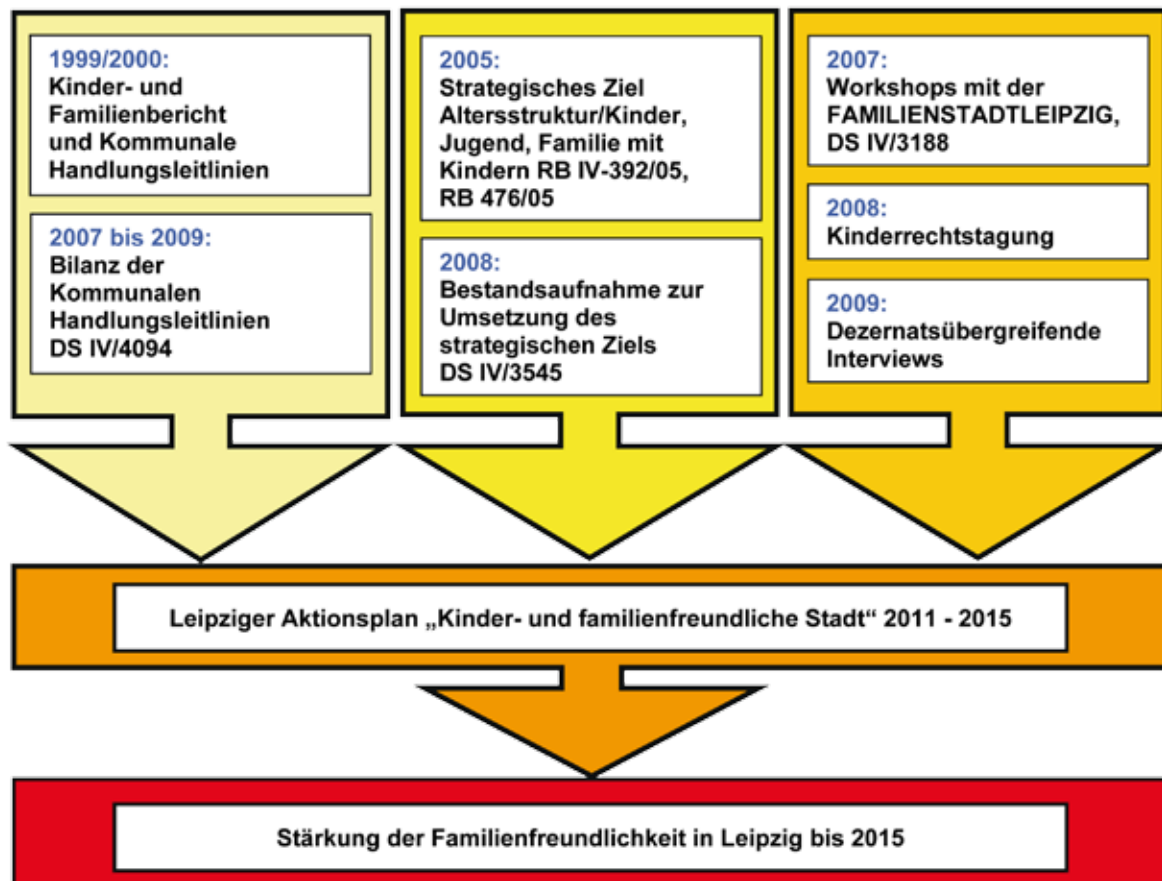 1999/2000:
Kinder- und
Familienbericht
und Kommunale
Handlungsleitlinien
2007 bis 2009:
Bilanz der
Kommunalen
Handlungsleitlinien
DS IV/4094
2005:
Strategisches Ziel
Altersstruktur/Kinder,
Jugend, Familie mit
Kindern RB IV-392/05,
RB 476/05
2008:
Bestandsaufnahme zur
Umsetzung des
strategischen Ziels
DS IV/3545
2007:
Workshops mit der
FAMILIENSTADTLEIPZIG,
DS IV/3188
2008:
Kinderrechtstagung
2009:
Dezernatsübergreifende
Interviews
Leipziger Aktionsplan „Kinder- und familienfreundliche Stadt“ 2011 - 2015
Stärkung der Familienfreundlichkeit in Leipzig bis 2015